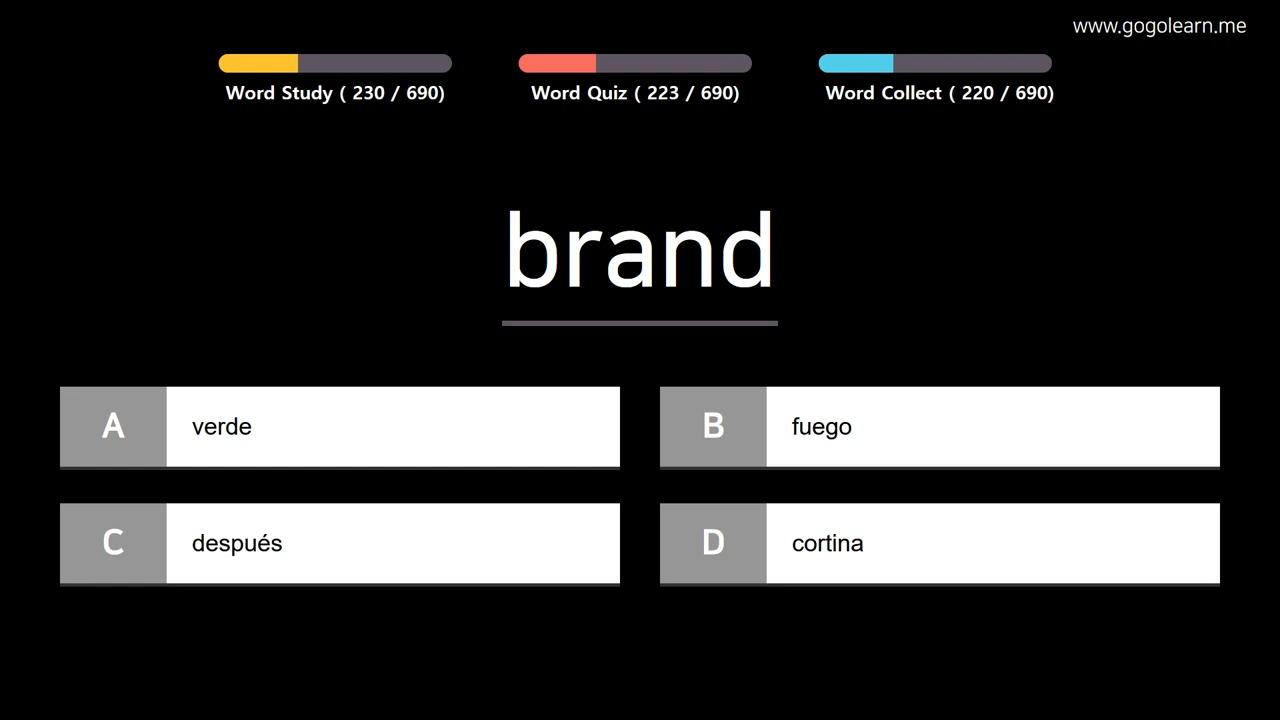 www.gogolearn.me
Word Study ( 230 / 690)
Word Quiz ( 223 / 690)
Word Collect ( 220 / 690)
brand
A verde
B fuego
C después
D cortina